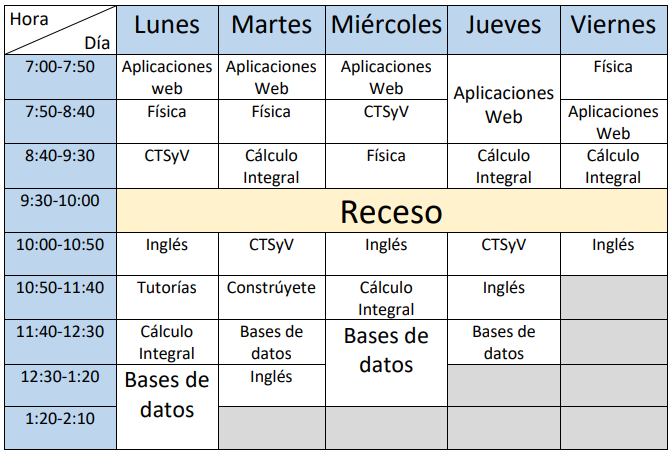 Hora
Día
Lunes
Martes
Miércoles
Jueves
Viernes
7:00-7:50
Aplicaciones
web
Aplicaciones
Web
Aplicaciones
Web
Aplicaciones
Web
Física
7:50-8:40
Física
Física
CTSyV
Aplicaciones
Web
8:40-9:30
CTSyV
Cálculo
Integral
Física
Cálculo
Integral
Cálculo
Integral
9:30-10:00
Receso
10:00-10:50
Inglés
CTSyV
Inglés
CTSyV
Inglés
10:50-11:40
Tutorías
Constrúyete
Cálculo
Integral
Inglés
11:40-12:30
Cálculo
Integral
Bases de
datos
Bases de
datos
Bases de
datos
12:30-1:20
Bases de
datos
Inglés
1:20-2:10